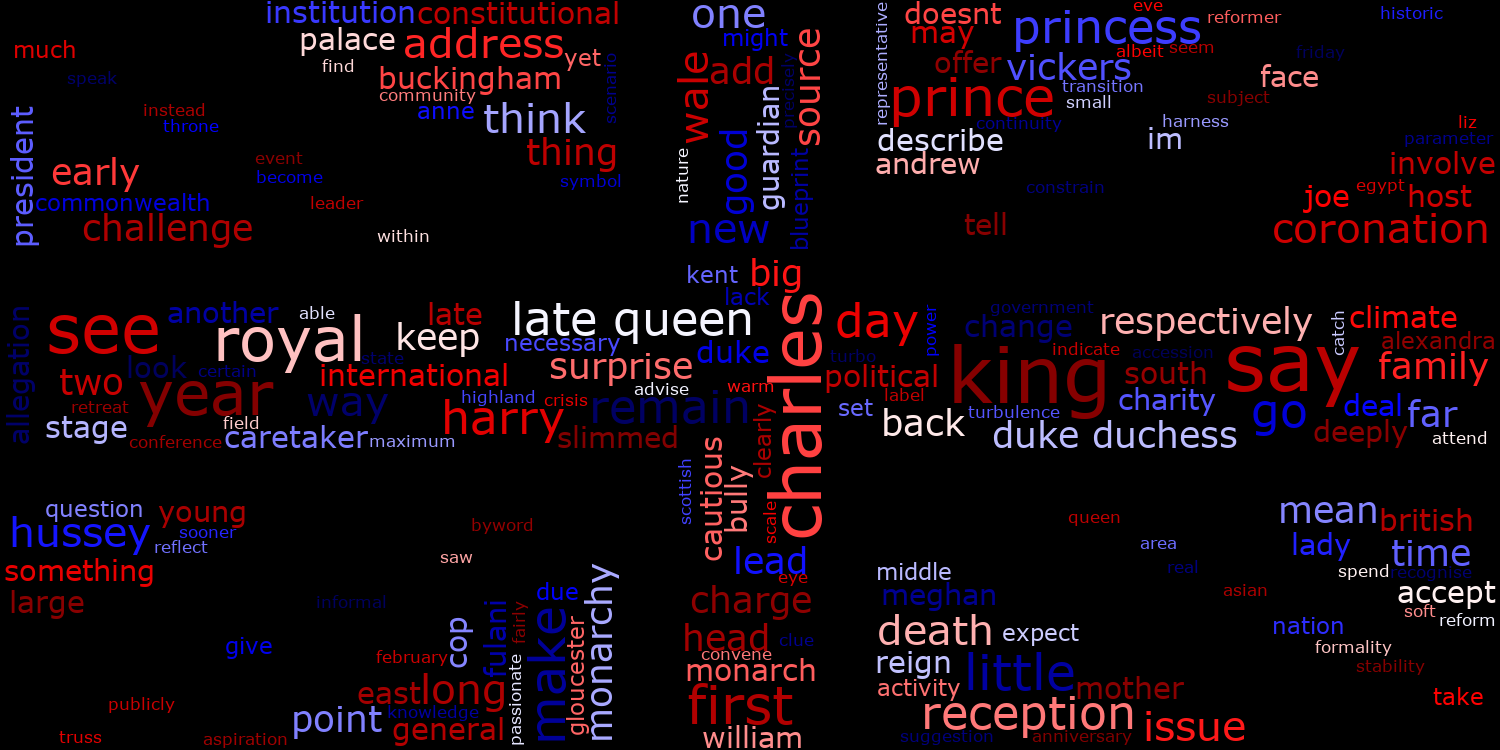 institution
constitutional
one
doesnt
eve
reformer
historic
representative
princess
palace
address
might
may
albeit
seem
friday
much
find
yet
wale
add
source
offer
vickers
face
speak
buckingham
community
scenario
precisely
transition
small
subject
instead
throne
anne
think
guardian
prince
continuity
harness
liz
president
thing
good
nature
describe
im
parameter
early
event
become
symbol
blueprint
andrew
constrain
involve
egypt
commonwealth
leader
joe
host
challenge
within
new
tell
coronation
kent
big
lack
see
another
able
late
late queen
charles
day
government
power
respectively
catch
climate
allegation
royal
keep
necessary
duke
turbo
change
indicate
accession
alexandra
look
state
certain
surprise
king
say
family
two
year
international
advise
warm
political
label
south
retreat
way
highland
crisis
remain
set
turbulence
charity
go
deal
far
stage
field
harry
clearly
back
conference
caretaker
maximum
slimmed
duke duchess
deeply
attend
scottish
cautious
bully
scale
question
young
byword
queen
mean
british
hussey
sooner
reflect
saw
lead
area
lady
time
something
eye
middle
real
spend
recognise
large
informal
due
charge
meghan
asian
accept
soft
reform
cop
fulani
fairly
make
monarchy
head
clue
death
expect
nation
give
convene
formality
february
gloucester
monarch
reign
little
stability
passionate
activity
mother
east
long
first
take
publicly
point
knowledge
reception
issue
truss
aspiration
general
william
suggestion
anniversary